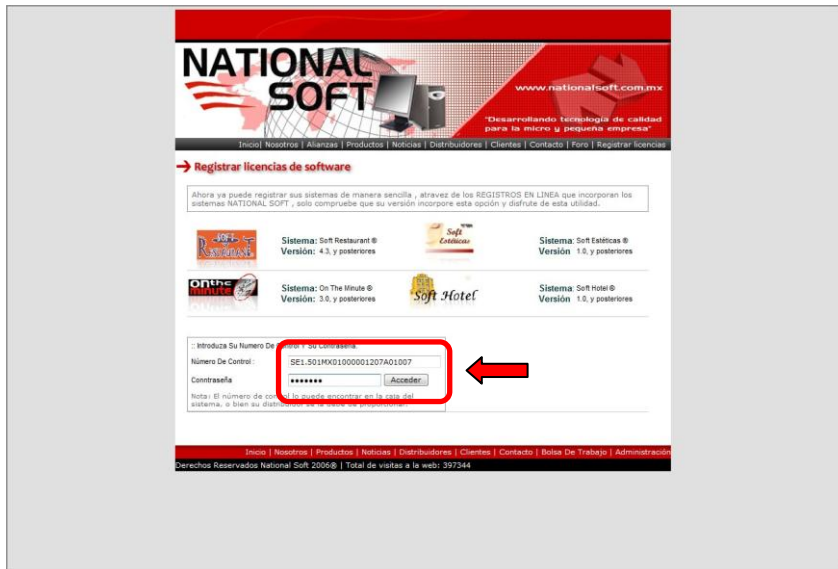 NATIONAL
SOFT
www.nationalsoft.com.mx
"Desarrollando tecnología de calidad
para la micro y pequeña empresa"
Inicio| Nosotros | Alianzas | Productos | Noticias | Distribuidores | Clientes | Contacto | Foro | Registrar licencias
Registrar licencias de software
Ahora ya puede registrar sus sistemas de manera sencilla , atravez de los REGISTROS EN LINEA que incorporan los
sistemas NATIONAL SOFT , solo compruebe que su versión incorpore esta opción y disfrute de esta utilidad.
Soft
Restaurant
Sistema: Soft Restaurant ®
Versión: 4.3, y posteriores
Soft
Estéticas
Sistema: Soft Estéticas ®
Versión 1.0, y posteriores
on the
minute
Sistema: On The Minute ®
Versión: 3.0, y posteriores
Soft Hotel
Sistema: Soft Hotel ®
Versión 1.0, y posteriores
:: Introduzca Su Numero De Control Y Su Contraseña.
Número De Control :
SE1.501MX01000001207A01007
Conntraseña
•••••••
Acceder
Nota: El número de control lo puede encontrar en la caja del
sistema, o bien su distribuidor se la debe de proporcionar.
Inicio | Nosotros | Productos | Noticias | Distribuidores | Clientes | Contacto | Bolsa De Trabajo | Administración
Derechos Reservados National Soft 2006® | Total de visitas a la web: 397344